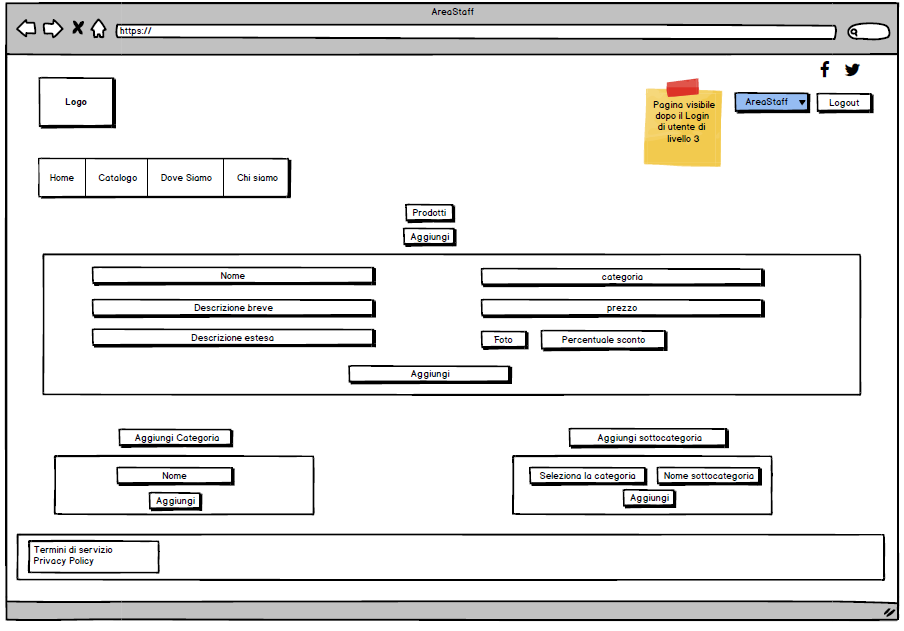 AreaStaff
https://
Logo
Pagina visibile
dopo il Login
di utente di
livello 3
AreaStaff
Logout
Home
Catalogo
Dove Siamo
Chi siamo
Prodotti
Aggiungi
Nome
categoria
Descrizione breve
prezzo
Descrizione estesa
Foto
Percentuale sconto
Aggiungi
Aggiungi Categoria
Aggiungi sottocategoria
Nome
Seleziona la categoria
Nome sottocategoria
Aggiungi
Aggiungi
Termini di servizio
Privacy Policy